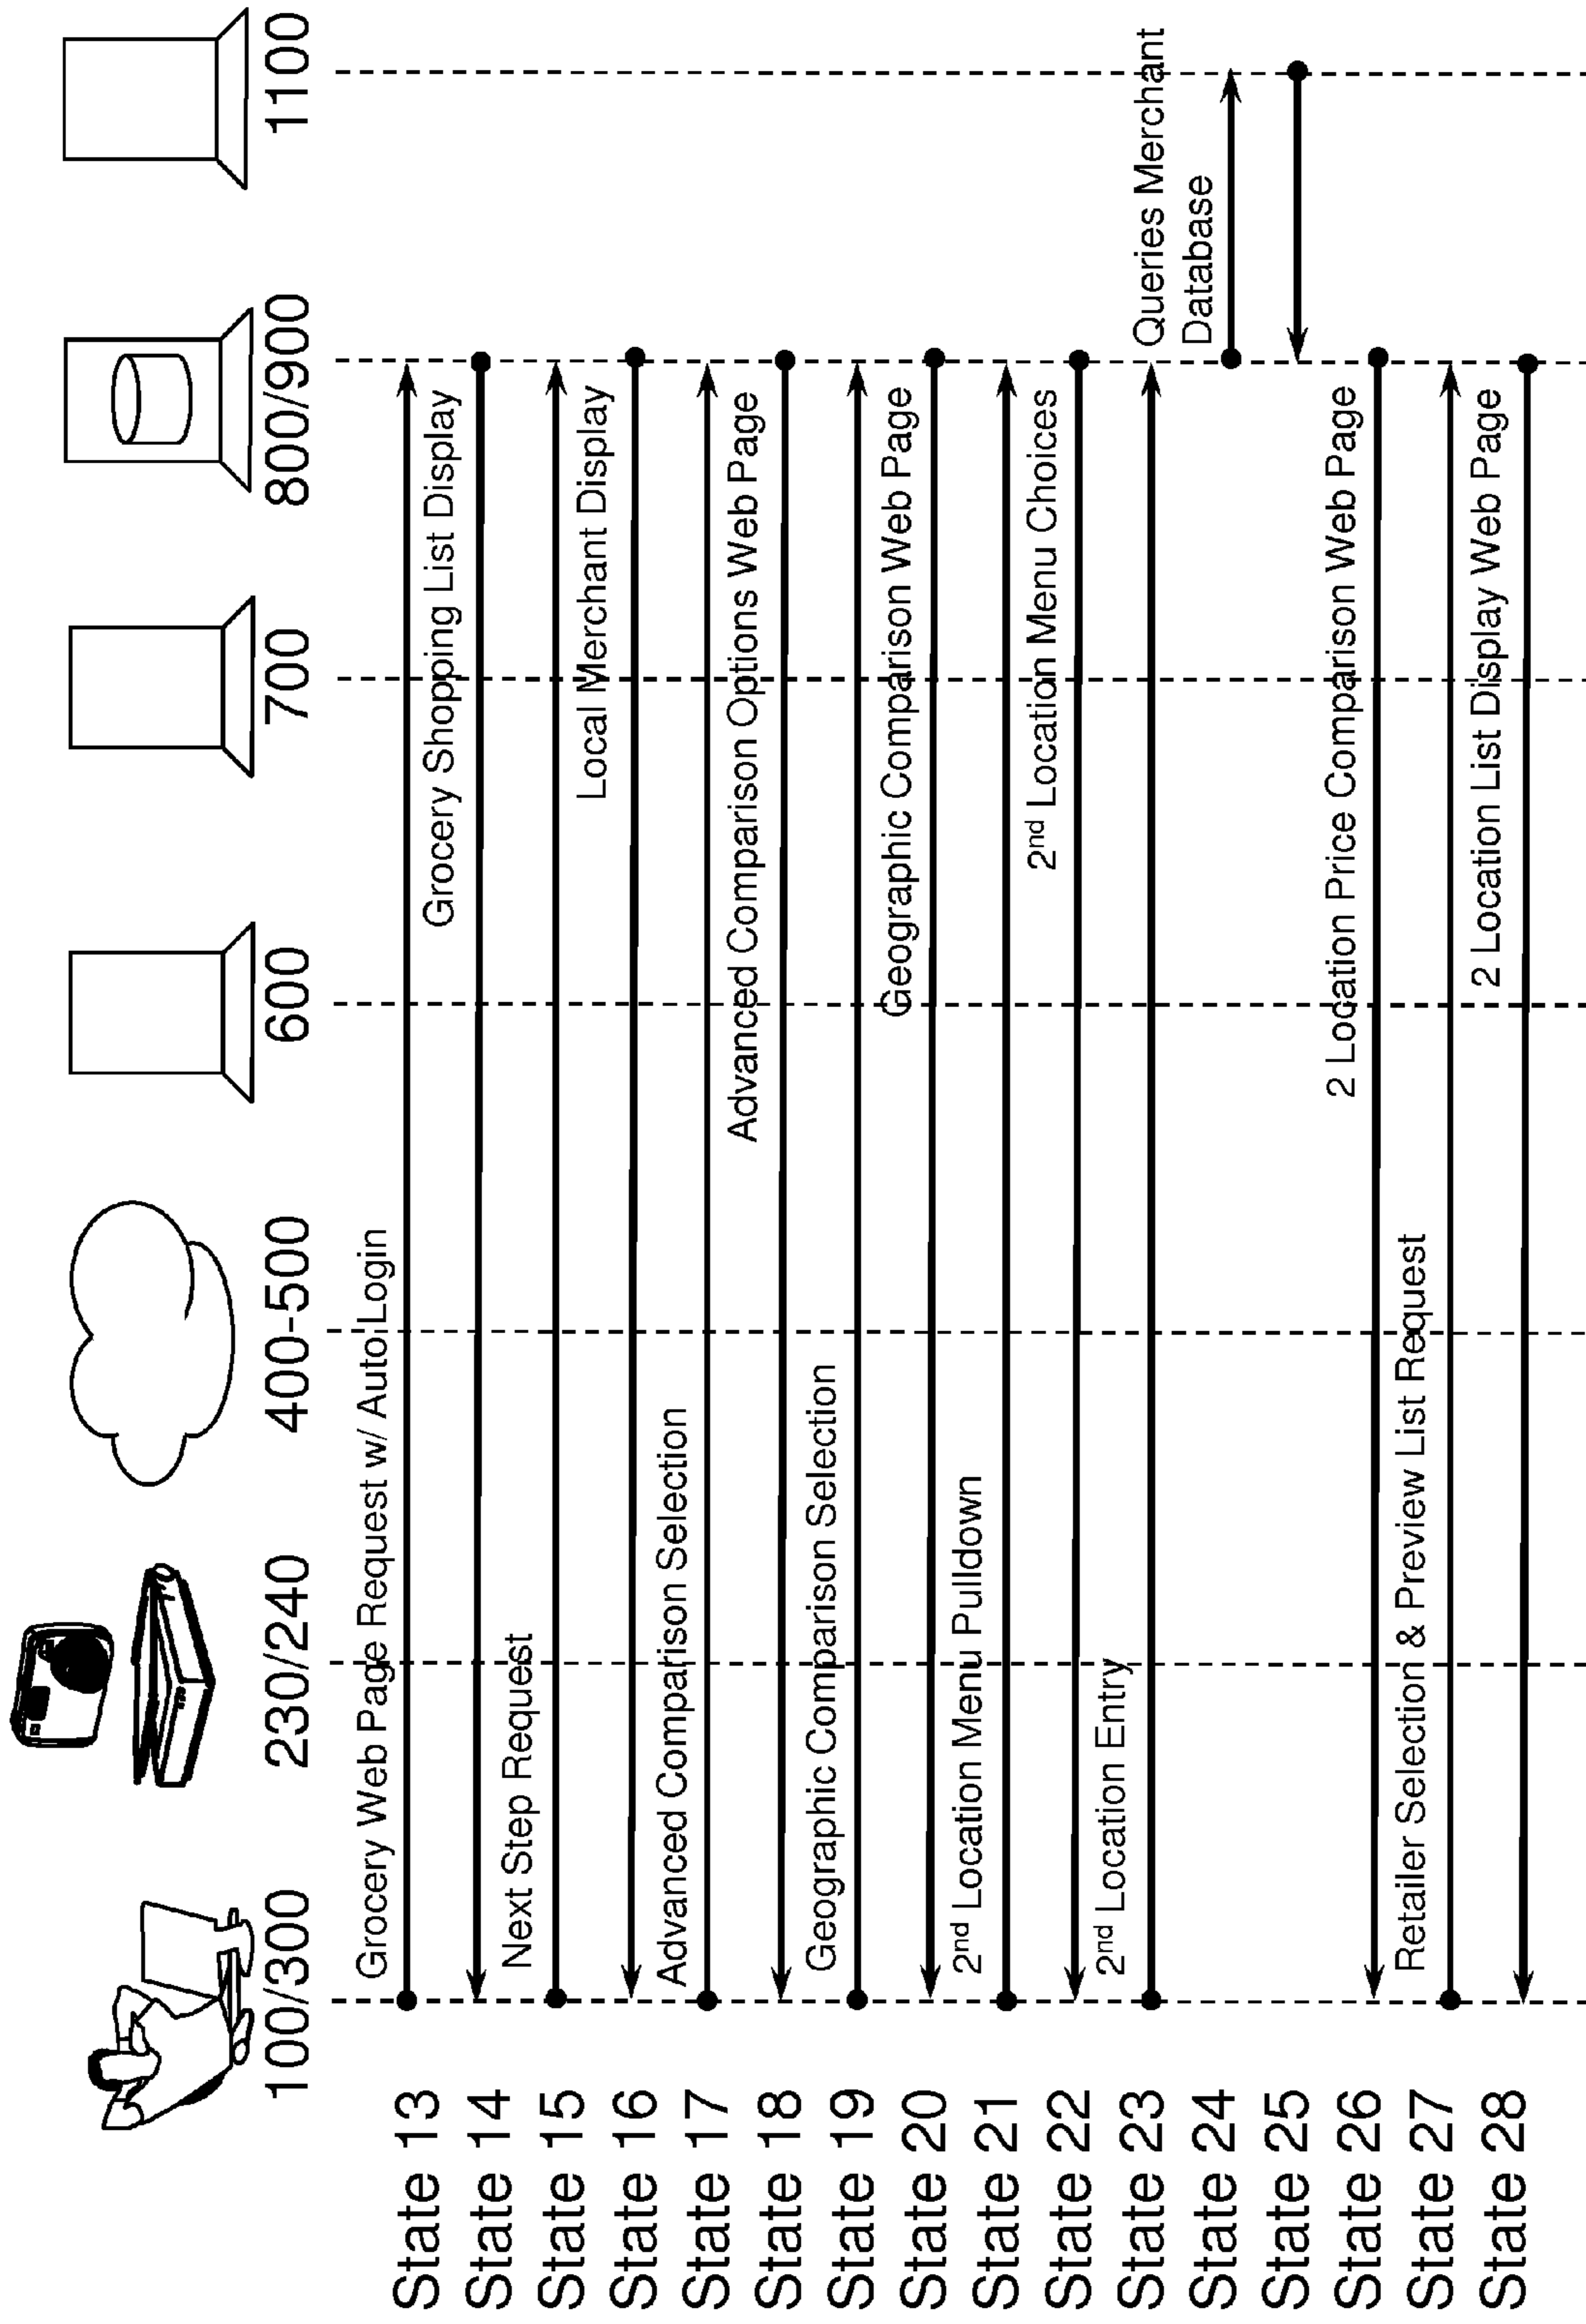 100/300
230/240
400-500
600
700
800/900
1100
State 13
Grocery Web Page Request w/ Auto Login
State 14
Grocery Shopping List Display
State 15
Next Step Request
State 16
Local Merchant Display
State 17
Advanced Comparison Selection
State 18
Advanced Comparison Options Web Page
State 19
Geographic Comparison Selection
State 20
Geographic Comparison Web Page
State 21
2nd Location Menu Pulldown
State 22
2nd Location Menu Choices
State 23
2nd Location Entry
State 24
Queries Merchant
Database
State 25
State 26
2 Location Price Comparison Web Page
State 27
Retailer Selection & Preview List Request
State 28
2 Location List Display Web Page